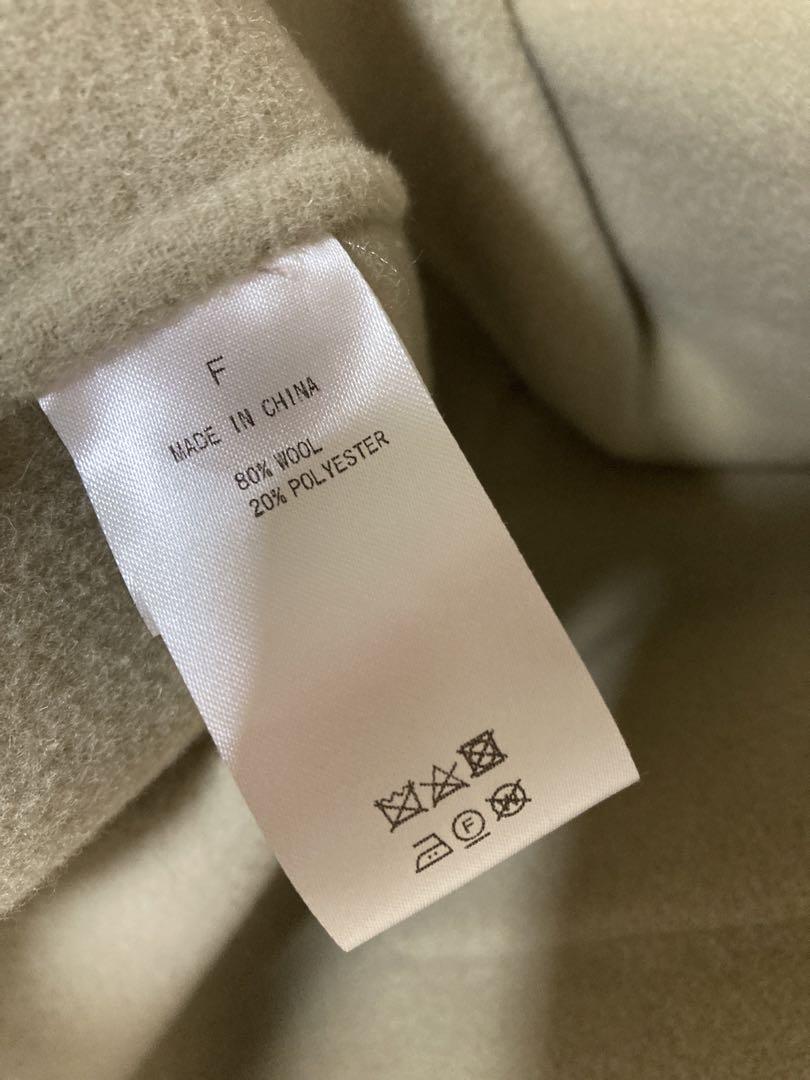 F
MADE IN CHINA
80% WOOL
20% POLYESTER
F
W